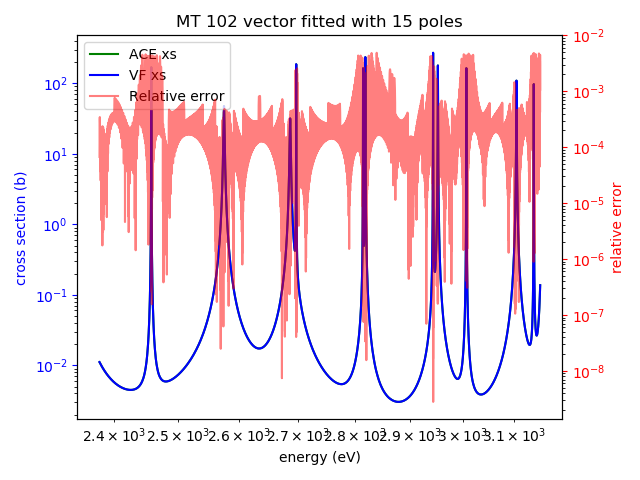 MT 102 vector fitted with 15 poles
ACE xs
VF xs
Relative error
10²
10¹
10⁰
10⁻¹
10⁻²
cross section (b)
10⁻²
10⁻³
10⁻⁴
10⁻⁵
10⁻⁶
10⁻⁷
10⁻⁸
relative error
2.4 × 10³ 2.5 × 10³ 2.6 × 10³ 2.7 × 10³ 2.8 × 10³ 2.9 × 10³ 3 × 10³ 3.1 × 10³
energy (eV)